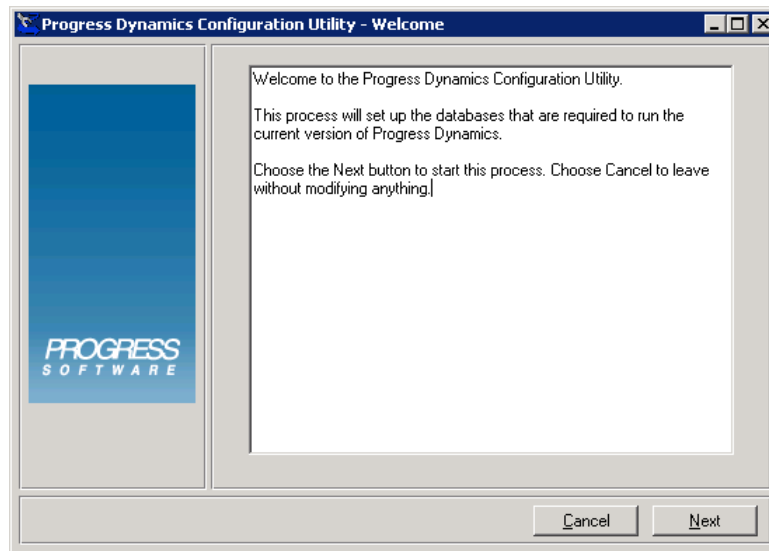 Progress Dynamics Configuration Utility - Welcome
Welcome to the Progress Dynamics Configuration Utility.
This process will set up the databases that are required to run the
current version of Progress Dynamics.
Choose the Next button to start this process. Choose Cancel to leave
without modifying anything.
PROGRESS
SOFTWARE
Cancel
Next